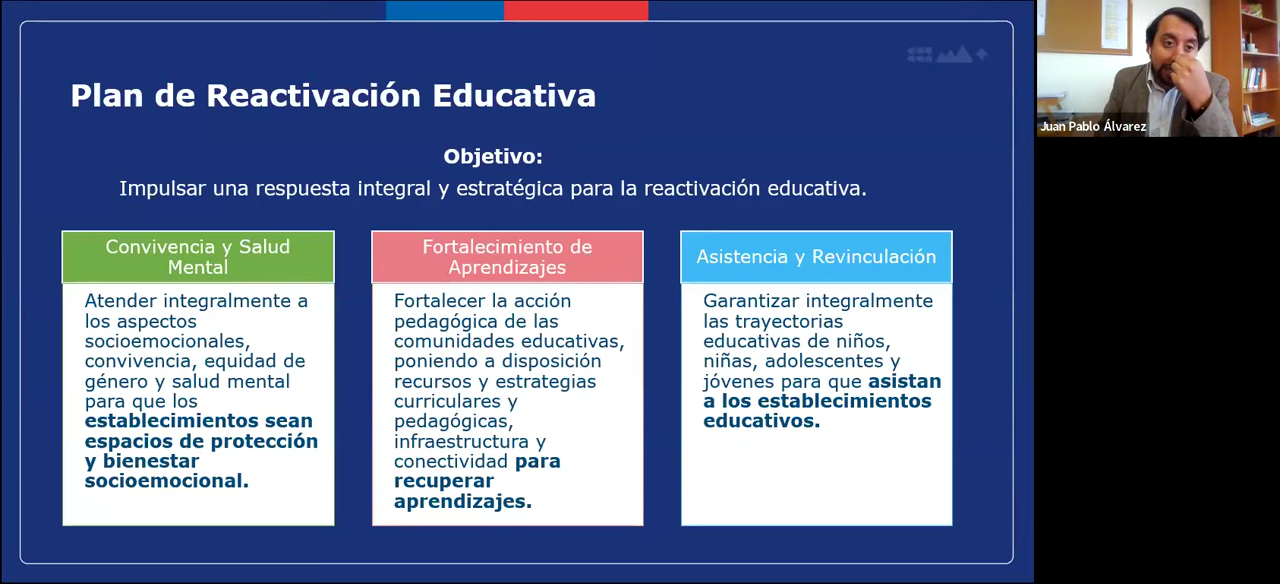 Plan de Reactivación Educativa
Objetivo:
Impulsar una respuesta integral y estratégica para la reactivación educativa.
Convivencia y Salud
Mental
Atender integralmente a
los aspectos
socioemocionales,
convivencia, equidad de
género y salud mental
para que los
establecimientos sean
espacios de protección
y bienestar
socioemocional.
Fortalecimiento de
Aprendizajes
Fortalecer la acción
pedagógica de las
comunidades educativas,
poniendo a disposición
recursos y estrategias
curriculares y
pedagógicas,
infraestructura y
conectividad para
recuperar
aprendizajes.
Asistencia y Revinculación
Garantizar integralmente
las trayectorias
educativas de niños,
niñas, adolescentes y
jóvenes para que asistan
a los establecimientos
educativos.
Juan Pablo Álvarez